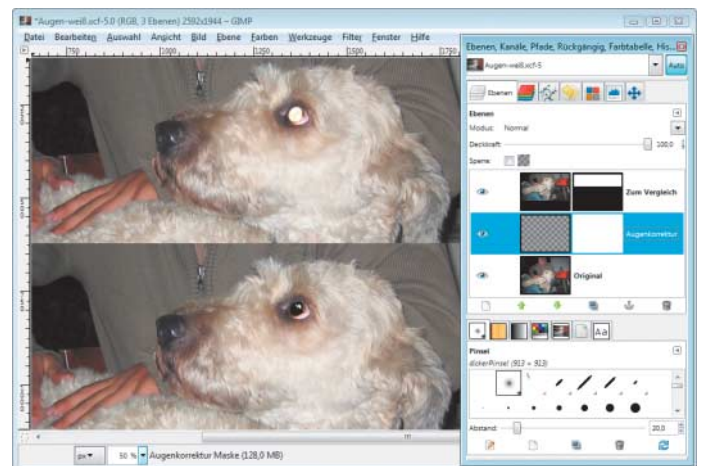 *Augen-weiß.xcf-5.0 (RGB, 3 Ebenen) 2592x1944 – GIMP
Datei Bearbeiten Auswahl Ansicht Bild Ebene Farben Werkzeuge Filter Fenster Hilfe
750 1000 1250 1500 1750
Ebenen, Kanäle, Pfade, Rückgängig, Farbtabelle, His...
Augen-weiß.xcf-5 Auto
Ebenen
Ebenen
Modus: Normal
Deckkraft: 100,0
Sperre:
Zum Vergleich
Augenkorrektur
Original
Aa
Pinsel
dickerPinsel (913 × 913)
Abstand: 20,0
px 50 % Augenkorrektur Maske (128,0 MB)